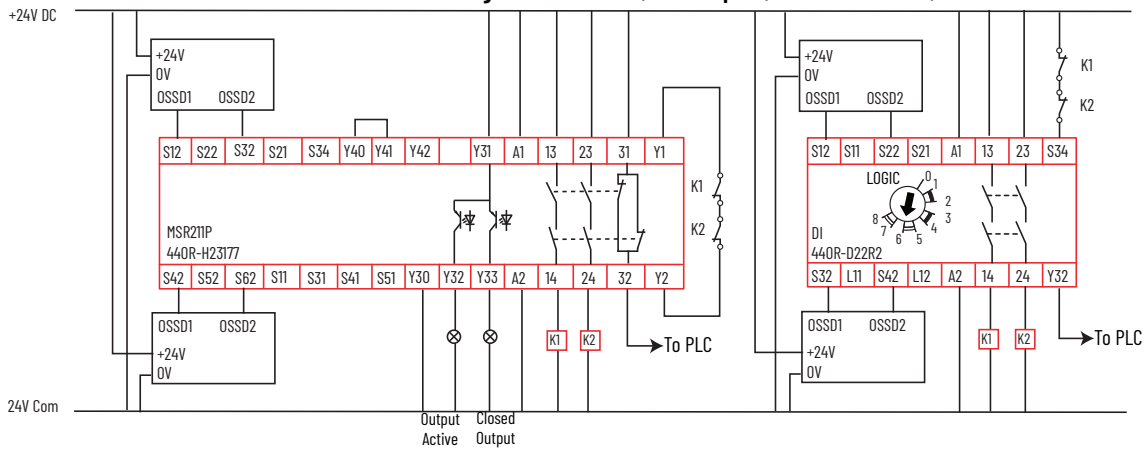 +24V DC
+24V
0V
OSSD1 OSSD2
S12 S22 S32 S21 S34 Y40 Y41 Y42 Y31 A1 13 23 31 Y1
MSR211P
440R-H23177
K1
K2
S42 S52 S62 S11 S31 S41 S51 Y30 Y32 Y33 A2 14 24 32 Y2
OSSD1 OSSD2
+24V
0V
K1 K2
To PLC
24V Com
Output
Active
Closed
Output
+24V
0V
OSSD1 OSSD2
K1
K2
S12 S11 S22 S21 A1 13 23 S34
LOGIC
0
1
2
3
4
5
6
7
8
DI
440R-D22R2
S32 L11 S42 L12 A2 14 24 Y32
OSSD1 OSSD2
+24V
0V
K1 K2
To PLC